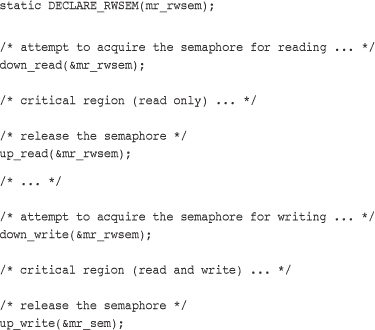 static DECLARE_RWSEM(mr_rwsem);
/* attempt to acquire the semaphore for reading ... */
down_read(&mr_rwsem);
/* critical region (read only) ... */
/* release the semaphore */
up_read(&mr_rwsem);
/* ... */
/* attempt to acquire the semaphore for writing ... */
down_write(&mr_rwsem);
/* critical region (read and write) ... */
/* release the semaphore */
up_write(&mr_sem);